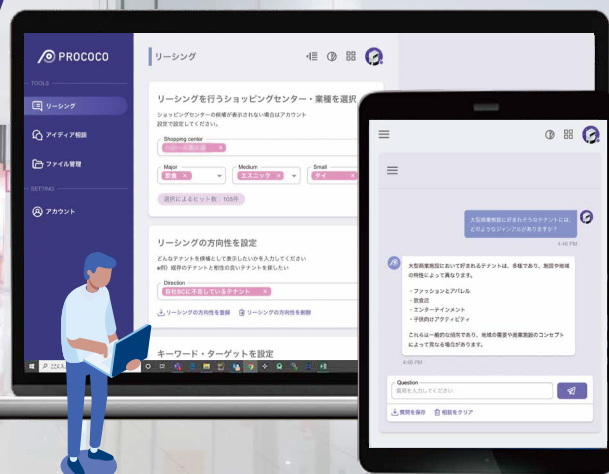 PROCOCO
TOOLS
リーシング
アイディア相談
ファイル管理
SETTING
アカウント
リーシング
リーシングを行うショッピングセンター・業種を選択
ショッピングセンターの候補が表示されない場合はアカウント
設定で設定してください。
Shopping center
Major
飲食 ×
Medium
エスニック ×
Small
タイ ×
選択によるヒット数:105件
リーシングの方向性を設定
どんなテナントを候補として表示したいかを入力してください
※例)既存のテナントと相性の良いテナントを探したい
Direction
自社SCに不足しているテナント ×
リーシングの方向性を登録
リーシングの方向性を削除
キーワード・ターゲットを設定
大型商業施設に好まれそうなテナントには、
どのようなジャンルがありますか?
4:46 PM
大型商業施設において好まれるテナントは、多種であり、施設や地域
の特性によって異なります。
・ファッションとアパレル
・飲食店
・エンターテインメント
・子供向けアクティビティ
これらは一般的な傾向であり、地域の需要や商業施設のコンセプト
によって異なる場合があります。
4:46 PM
Question
質問を入力してください
質問を保存
相談をクリア